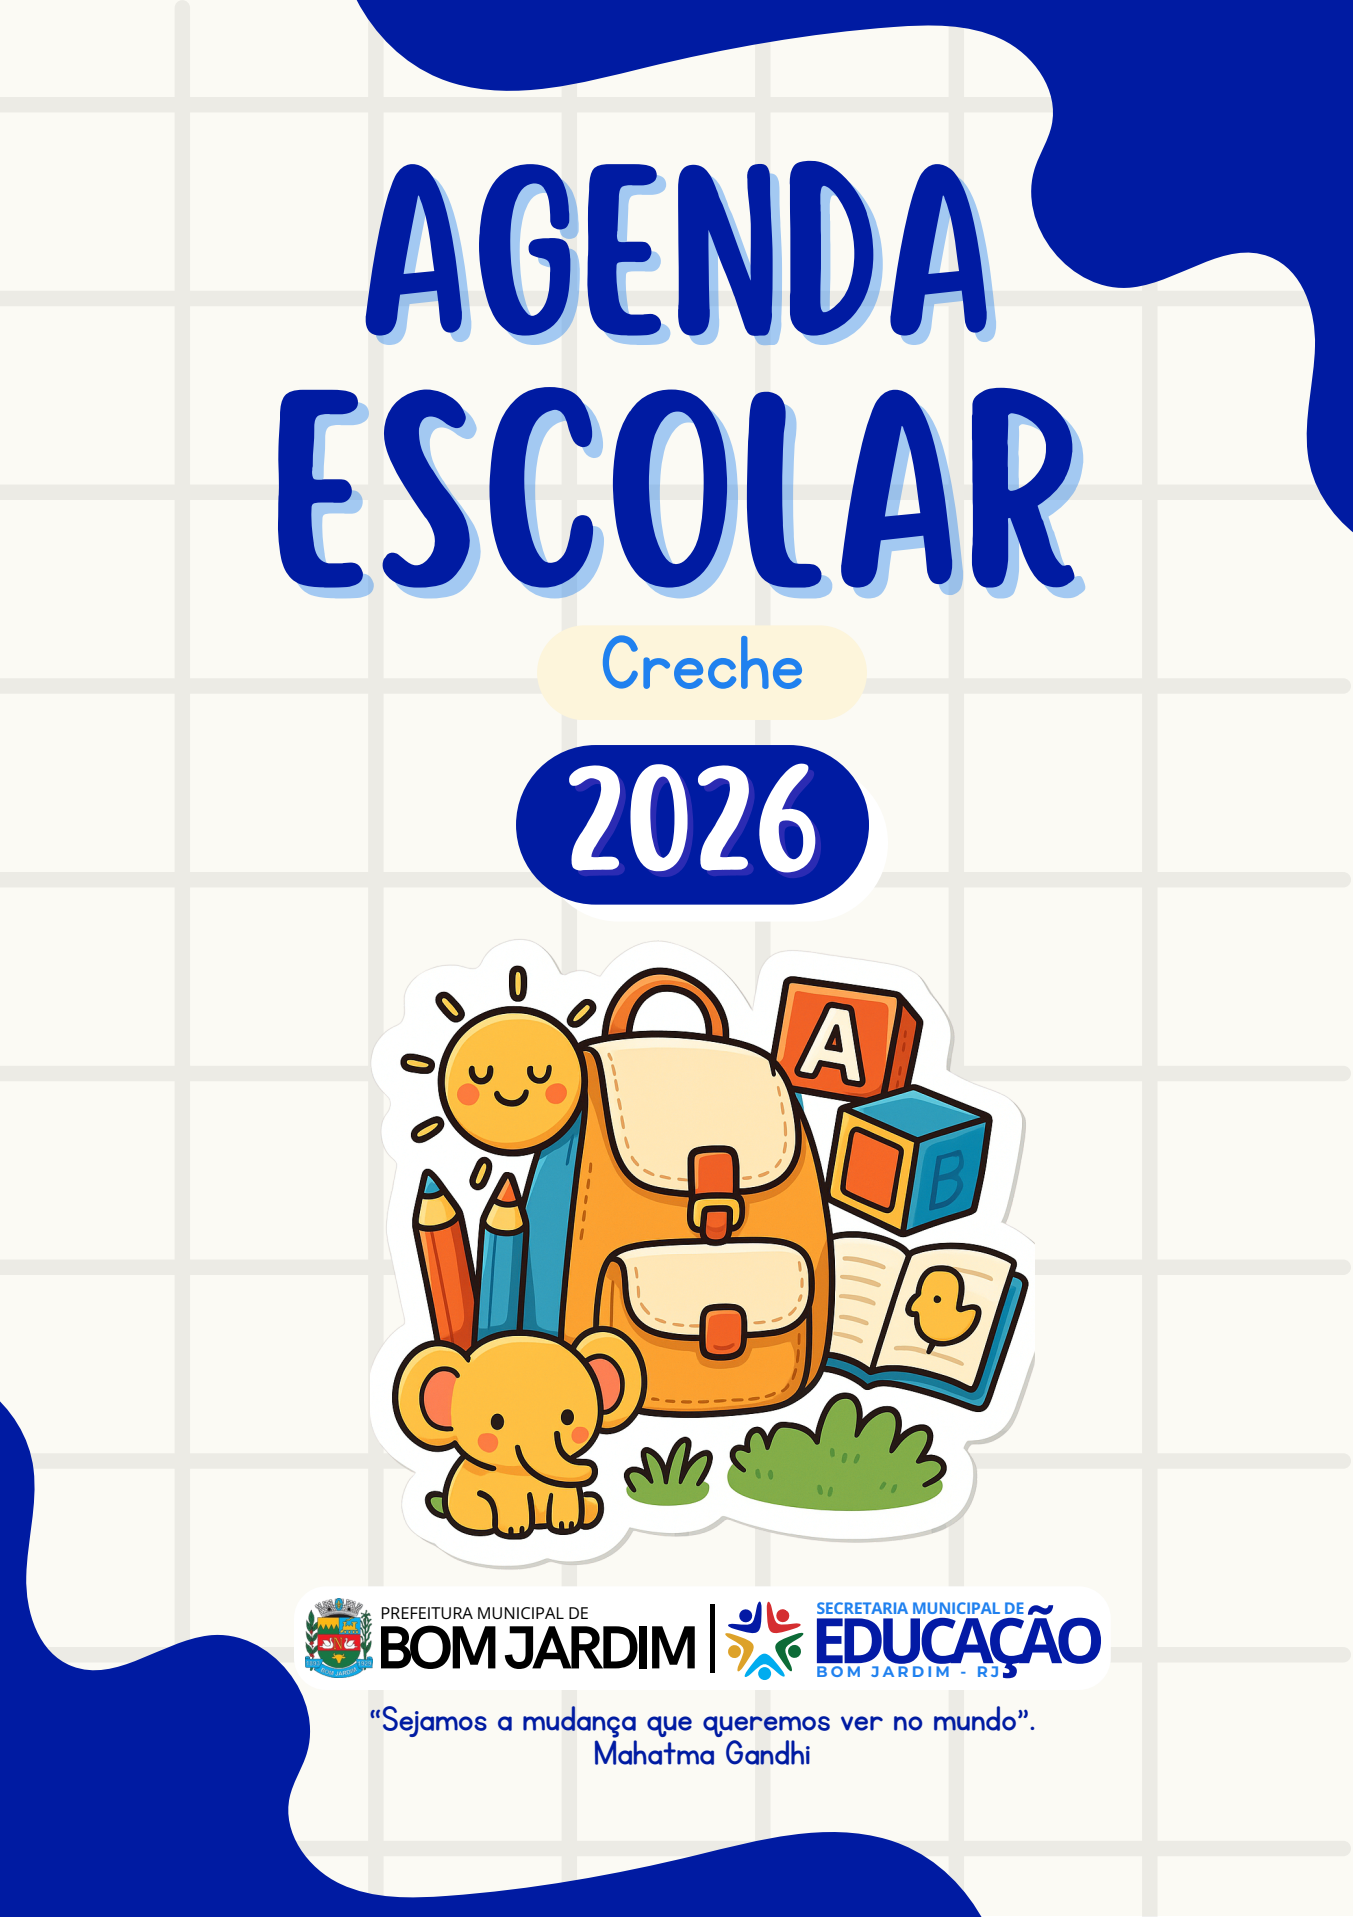 AGENDA
ESCOLAR
Creche
2026
A
B
PREFEITURA MUNICIPAL DE
BOM JARDIM
SECRETARIA MUNICIPAL DE
EDUCAÇÃO
BOM JARDIM - RJ
“Sejamos a mudança que queremos ver no mundo”.
Mahatma Gandhi